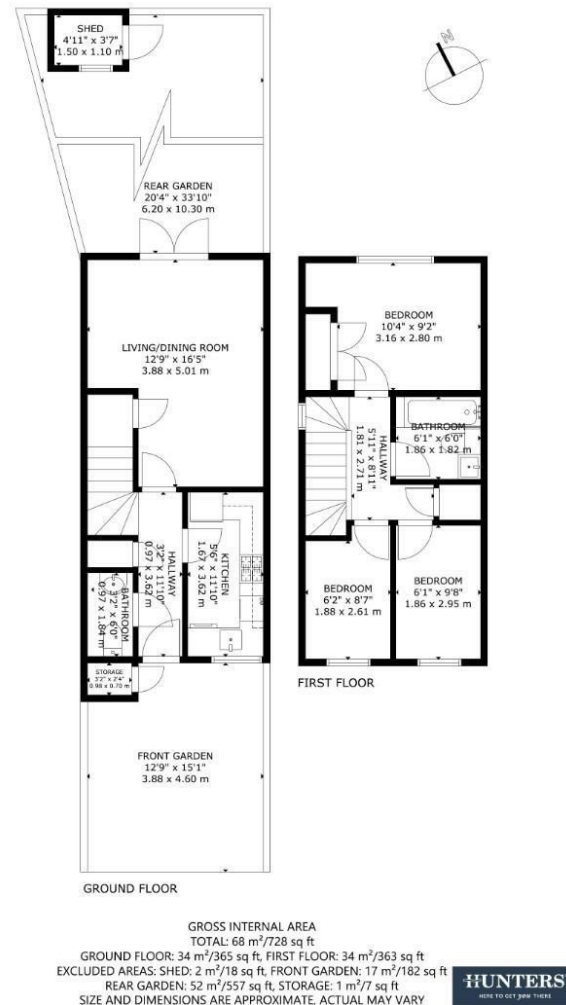 SHED
4'11" x 3'7"
1.50 x 1.10 m
N
REAR GARDEN
20'4" x 33'10"
6.20 x 10.30 m
LIVING/DINING ROOM
12'9" x 16'5"
3.88 x 5.01 m
HALLWAY
3'2" x 11'10"
0.97 x 3.62 m
KITCHEN
5'6" x 11'10"
1.67 x 3.62 m
BATHROOM
3'2" x 6'0"
0.97 x 1.84 m
STORAGE
3'2" x 2'4"
0.98 x 0.70 m
FRONT GARDEN
12'9" x 15'1"
3.88 x 4.60 m
GROUND FLOOR
BEDROOM
10'4" x 9'2"
3.16 x 2.80 m
HALLWAY
5'11" x 8'11"
1.81 x 2.71 m
BATHROOM
6'1" x 6'0"
1.86 x 1.82 m
BEDROOM
6'2" x 8'7"
1.88 x 2.61 m
BEDROOM
6'1" x 9'8"
1.86 x 2.95 m
FIRST FLOOR
GROSS INTERNAL AREA
TOTAL: 68 m²/728 sq ft
GROUND FLOOR: 34 m²/365 sq ft, FIRST FLOOR: 34 m²/363 sq ft
EXCLUDED AREAS: SHED: 2 m²/18 sq ft, FRONT GARDEN: 17 m²/182 sq ft
REAR GARDEN: 52 m²/557 sq ft, STORAGE: 1 m²/7 sq ft
SIZE AND DIMENSIONS ARE APPROXIMATE, ACTUAL MAY VARY
HUNTERS
HERE TO GET you THERE